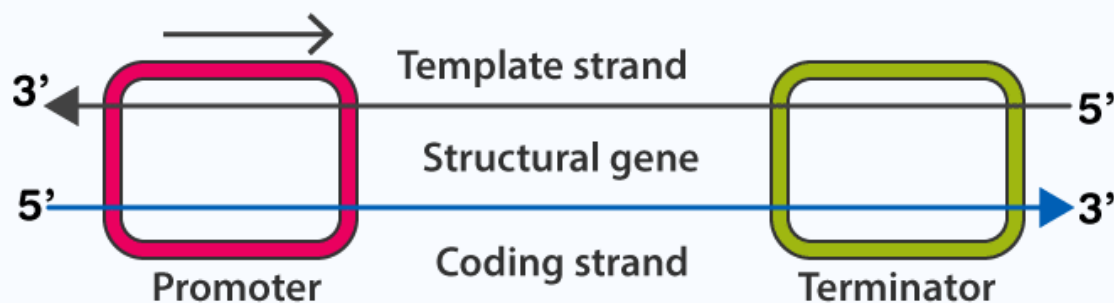 Template strand
3’
5’
Structural gene
5’
3’
Coding strand
Promoter
Terminator